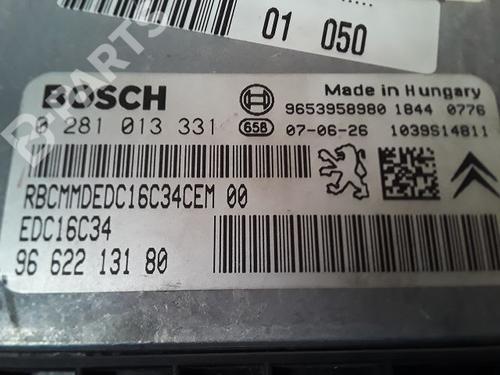 01 050
B-PARTS
BOSCH
Made in Hungary
9653958980 1844 0776
0 281 013 331
658 07-06-26 1039S14811
RBCMMDEDC16C34CEM 00
EDC16C34
96 622 131 80